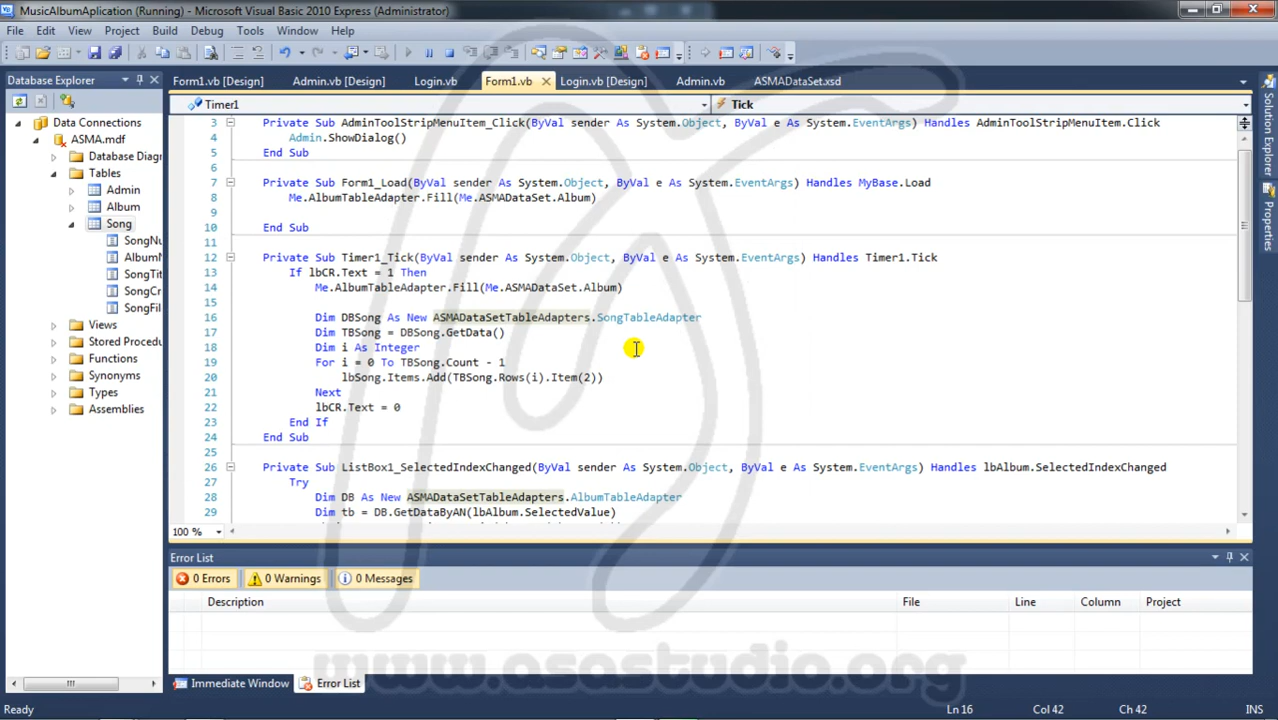 MusicAlbumAplication (Running) - Microsoft Visual Basic 2010 Express (Administrator)
File Edit View Project Build Debug Tools Window Help
Database Explorer
Form1.vb [Design] Admin.vb [Design] Login.vb Form1.vb Login.vb [Design] Admin.vb ASMADataSet.xsd
Timer1 Tick
Data Connections
ASMA.mdf
Database Diag
Tables
Admin
Album
Song
SongNu
AlbumN
SongTit
SongCr
SongFil
Views
Stored Procedu
Functions
Synonyms
Types
Assemblies
3 Private Sub AdminToolStripMenuItem_Click(ByVal sender As System.Object, ByVal e As System.EventArgs) Handles AdminToolStripMenuItem.Click
4 Admin.ShowDialog()
5 End Sub
6
7 Private Sub Form1_Load(ByVal sender As System.Object, ByVal e As System.EventArgs) Handles MyBase.Load
8 Me.AlbumTableAdapter.Fill(Me.ASMADataSet.Album)
9
10 End Sub
11
12 Private Sub Timer1_Tick(ByVal sender As System.Object, ByVal e As System.EventArgs) Handles Timer1.Tick
13 If lbCR.Text = 1 Then
14 Me.AlbumTableAdapter.Fill(Me.ASMADataSet.Album)
15
16 Dim DBSong As New ASMADataSetTableAdapters.SongTableAdapter
17 Dim TBSong = DBSong.GetData()
18 Dim i As Integer
19 For i = 0 To TBSong.Count - 1
20 lbSong.Items.Add(TBSong.Rows(i).Item(2))
21 Next
22 lbCR.Text = 0
23 End If
24 End Sub
25
26 Private Sub ListBox1_SelectedIndexChanged(ByVal sender As System.Object, ByVal e As System.EventArgs) Handles lbAlbum.SelectedIndexChanged
27 Try
28 Dim DB As New ASMADataSetTableAdapters.AlbumTableAdapter
29 Dim tb = DB.GetDataByAN(lbAlbum.SelectedValue)
100 %
Solution Explorer
Properties
Error List
0 Errors 0 Warnings 0 Messages
Description File Line Column Project
www.asastudio.org
Immediate Window Error List
Ready Ln 16 Col 42 Ch 42 INS